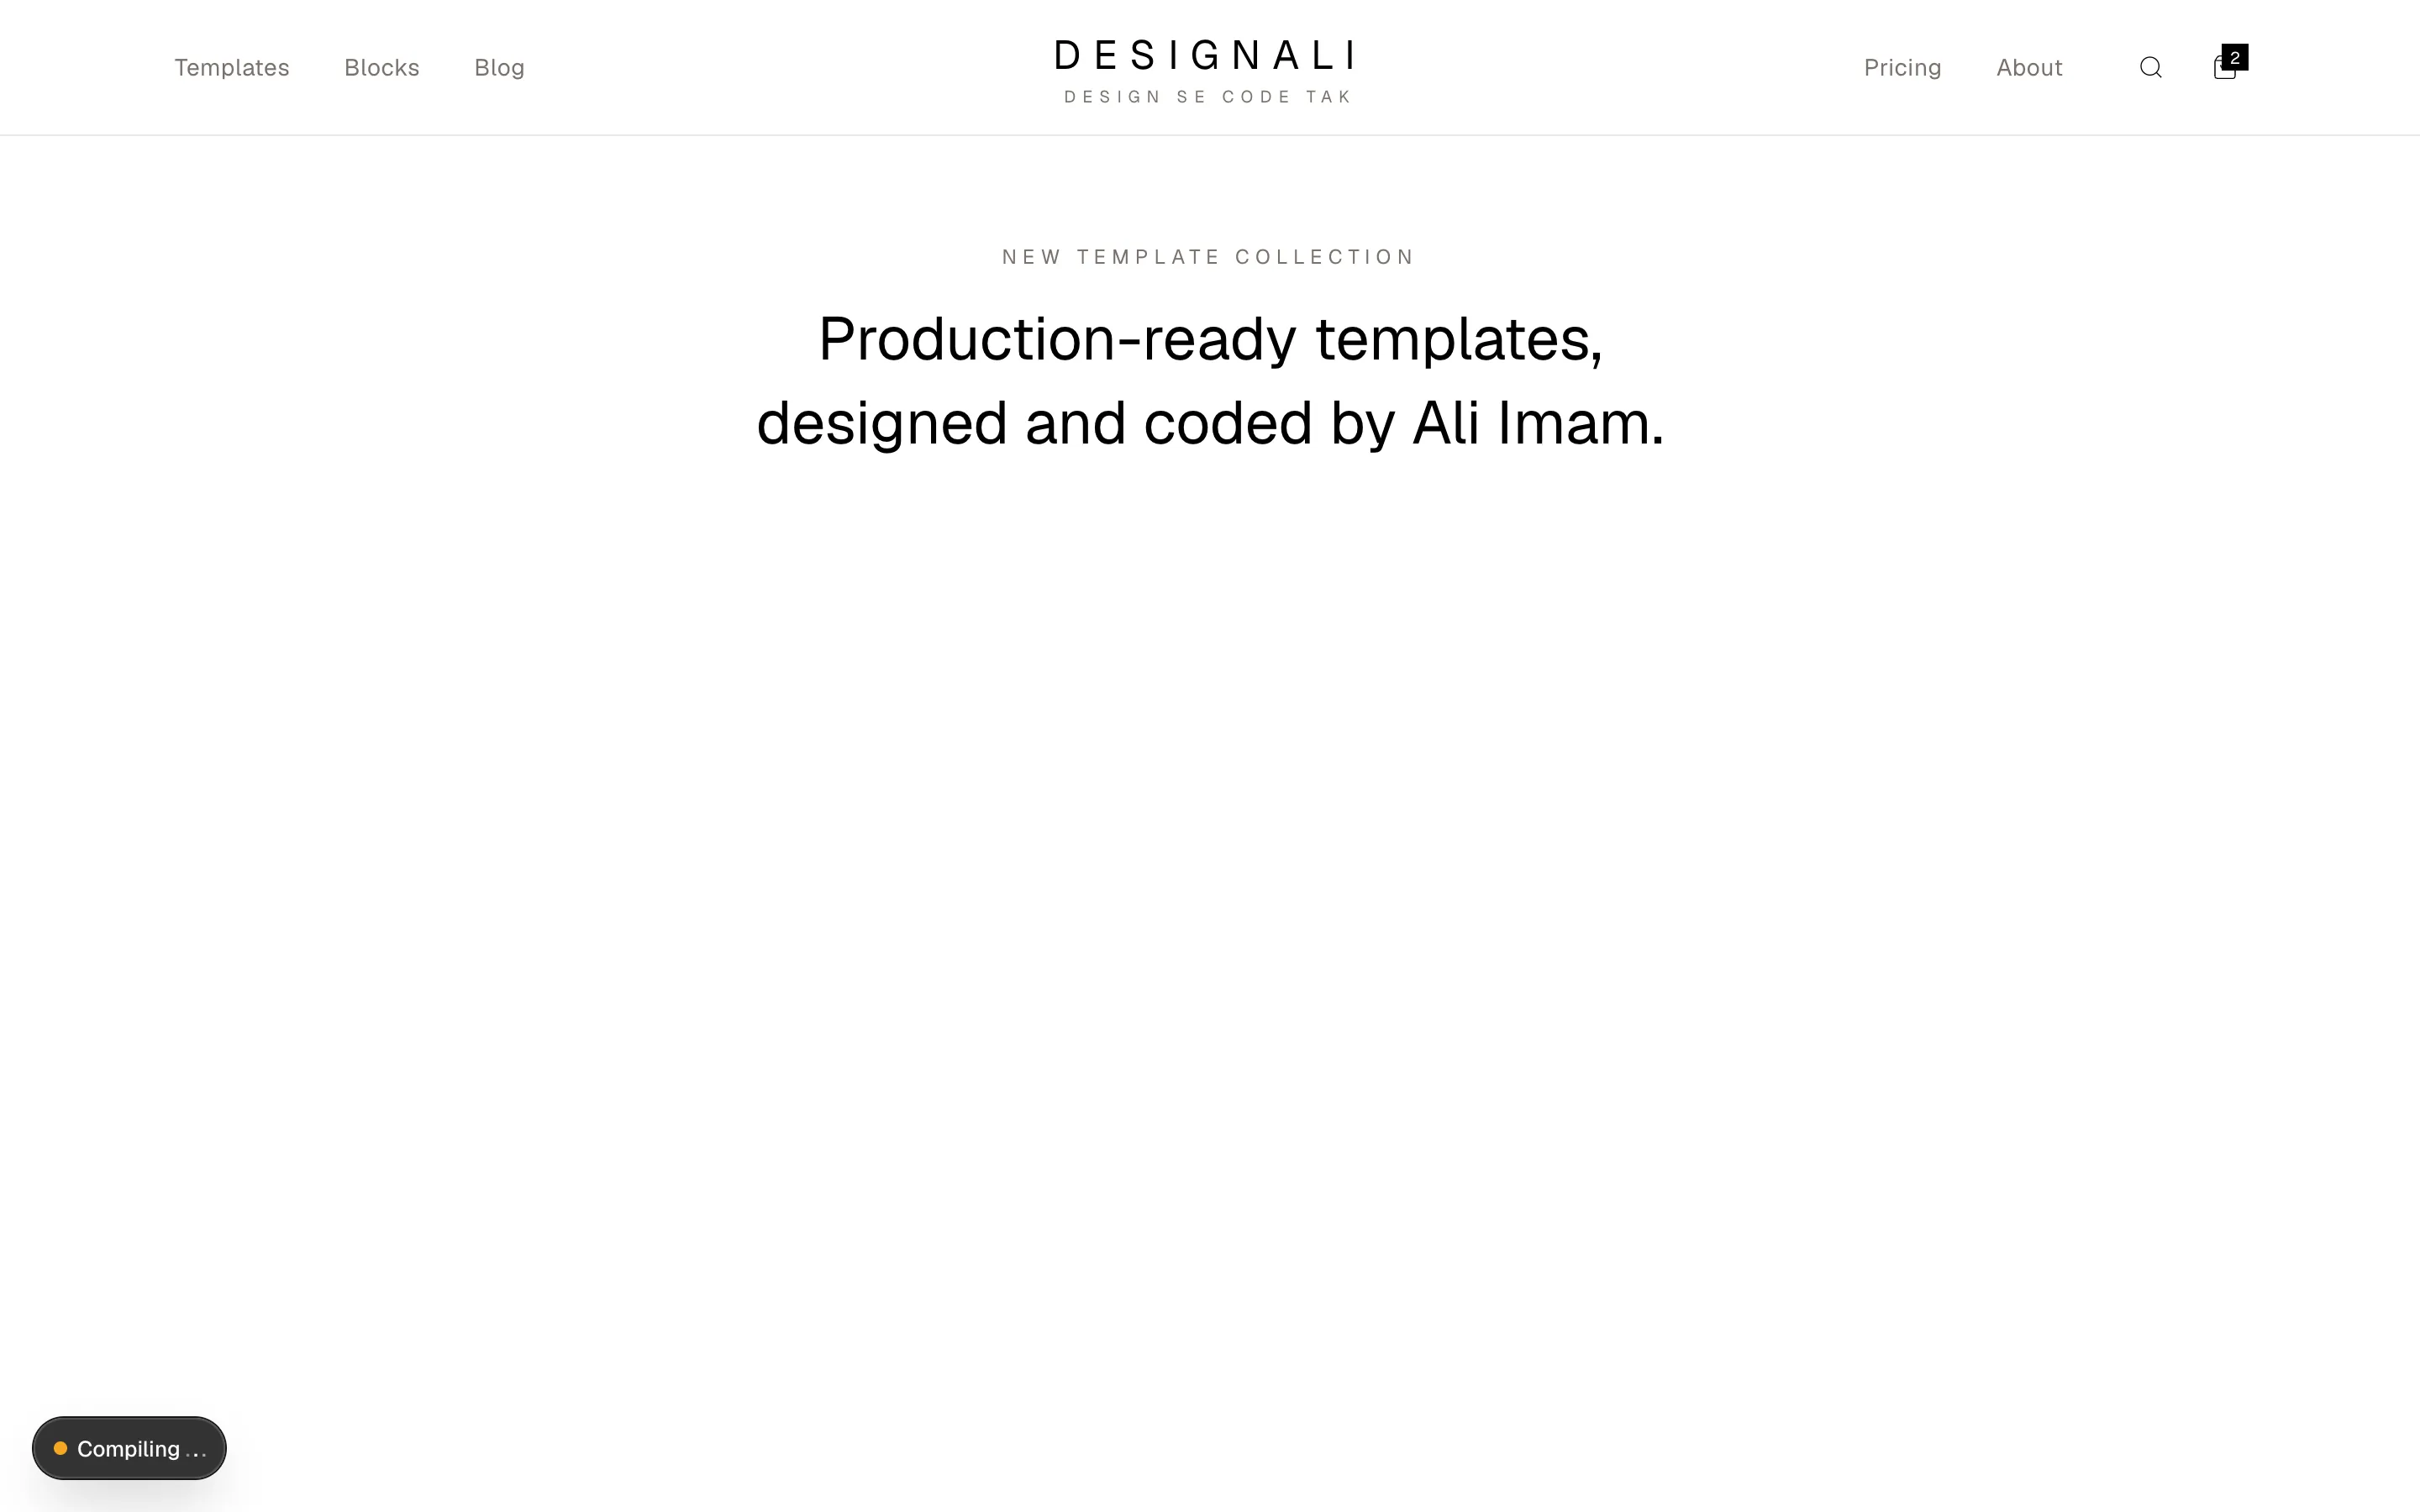 Templates
Blocks
Blog
DESIGNALI
DESIGN SE CODE TAK
Pricing
About
2
NEW TEMPLATE COLLECTION
Production-ready templates,
designed and coded by Ali Imam.
Compiling ...